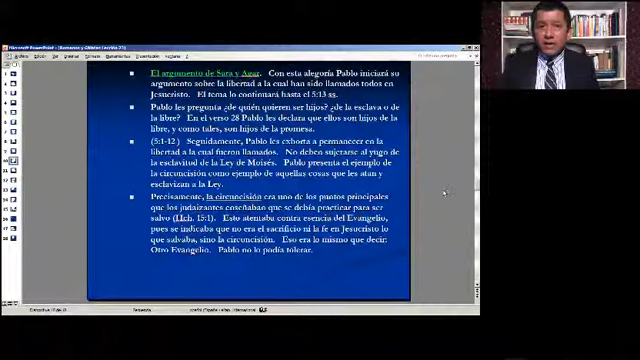 Microsoft PowerPoint - [Romanos y Gálatas Lección 23]
El argumento de Sara y Agar. Con esta alegoría Pablo iniciará su
argumento sobre la libertad a la cual han sido llamados todos en
Jesucristo. El tema lo continuará hasta el 5:13 ss.
Pablo les pregunta ¿de quién quieren ser hijos? ¿de la esclava o de
la libre? En el verso 28 Pablo les declara que ellos son hijos de la
libre, y como tales, son hijos de la promesa.
(5:1-12) Seguidamente, Pablo les exhorta a permanecer en la
libertad a la cual fueron llamados. No deben sujetarse al yugo de
la esclavitud de la Ley de Moisés. Pablo presenta el ejemplo de
la circuncisión como ejemplo de aquellas cosas que les atan y
esclavizan a la Ley.
Precisamente, la circuncisión era uno de los puntos principales
que los judaizantes enseñaban que se debía practicar para ser
salvo (Hch. 15:1). Esto atentaba contra esencia del Evangelio,
pues se indicaba que no era el sacrificio ni la fe en Jesucristo lo
que salvaba, sino la circuncisión. Eso era lo mismo que decir:
Otro Evangelio. Pablo no lo podía tolerar.